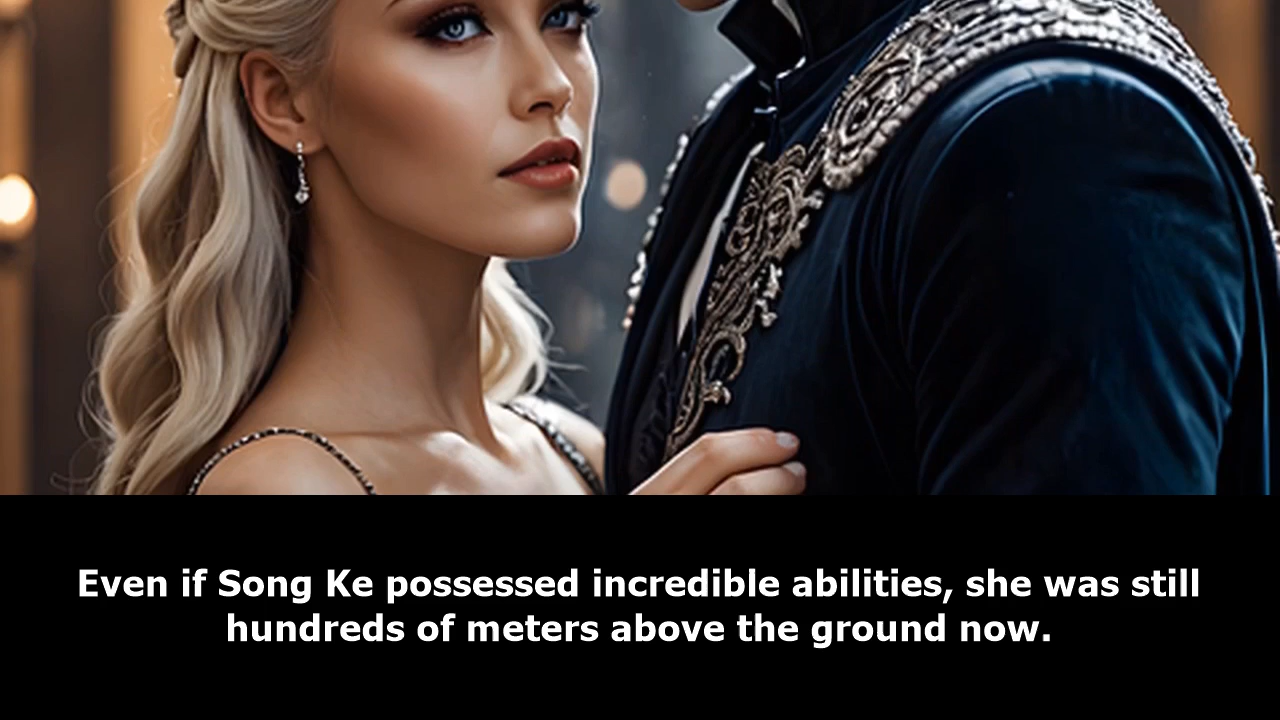 Even if Song Ke possessed incredible abilities, she was still
hundreds of meters above the ground now.